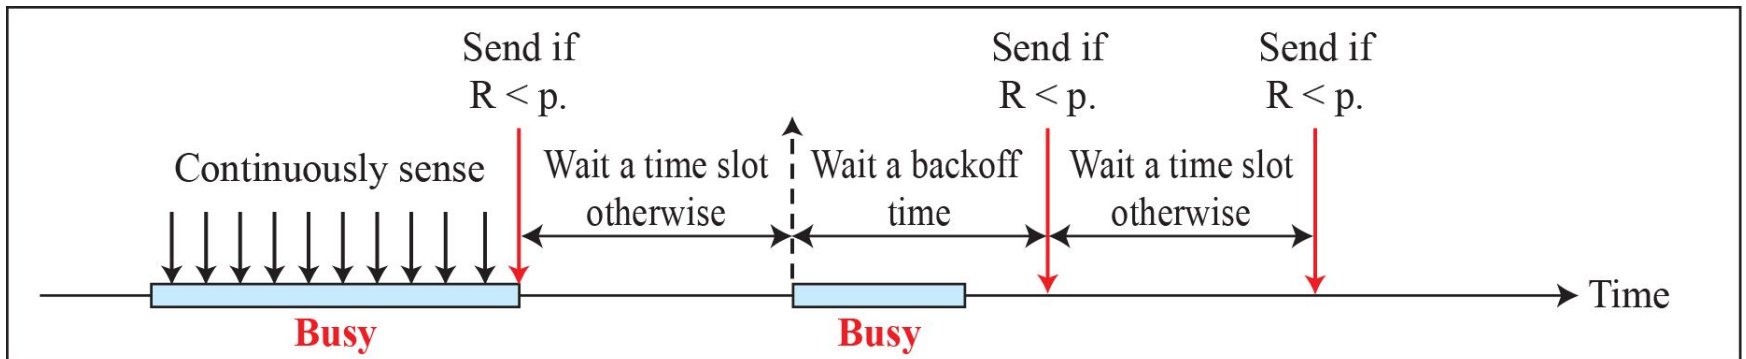 Send if
R < p.
Send if
R < p.
Send if
R < p.
Continuously sense
Wait a time slot
otherwise
Wait a backoff
time
Wait a time slot
otherwise
Time
Busy
Busy